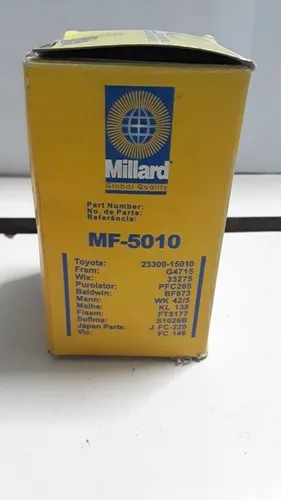 Millard
Global Quality
Part Number:
No. de Parte:
Referência:
MF-5010
Toyota: 23300-15010
Fram: G4715
Wix: 33275
Purolator: PFC265
Baldwin: BF873
Mann: WK 42/5
Malhe: KL 138
Fiaam: FT5177
Sofima: S1026B
Japan Parts: J FC-220
Vic: FC 146